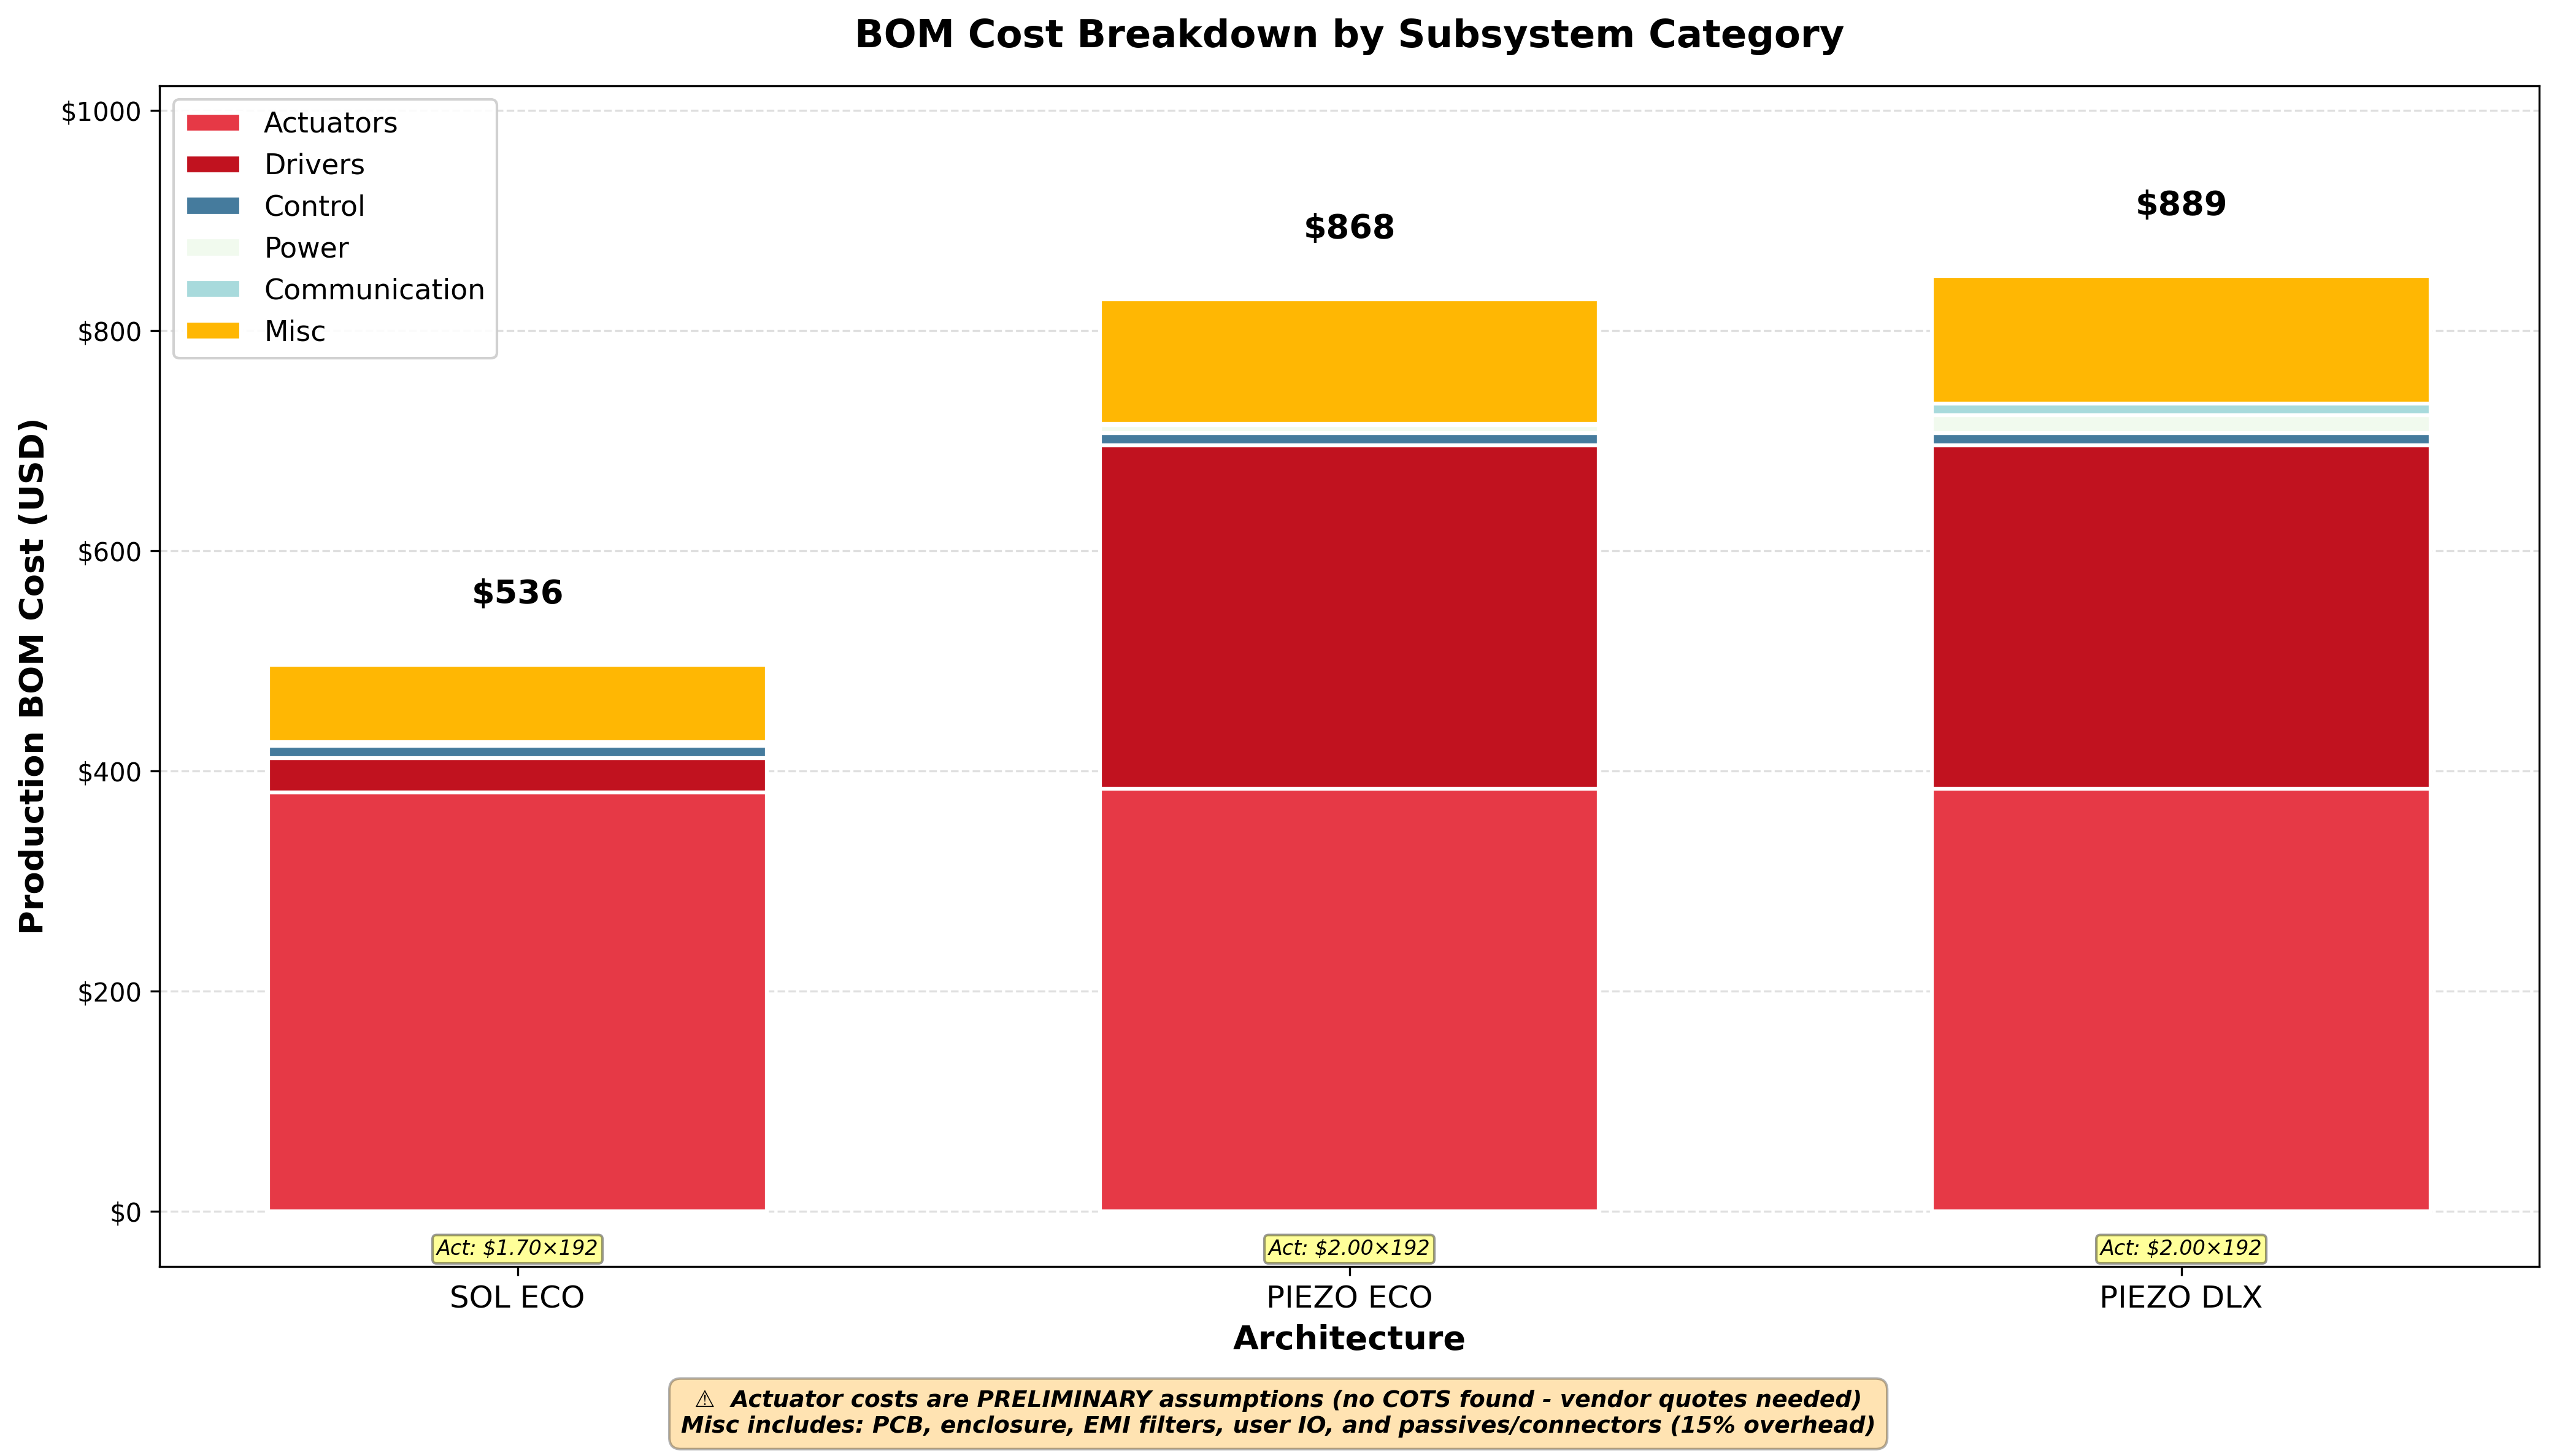 BOM Cost Breakdown by Subsystem Category
Production BOM Cost (USD)
$1000
$800
$600
$400
$200
$0
Actuators
Drivers
Control
Power
Communication
Misc
$536
$868
$889
Act: $1.70×192
Act: $2.00×192
Act: $2.00×192
SOL ECO
PIEZO ECO
PIEZO DLX
Architecture
⚠ Actuator costs are PRELIMINARY assumptions (no COTS found - vendor quotes needed)
Misc includes: PCB, enclosure, EMI filters, user IO, and passives/connectors (15% overhead)